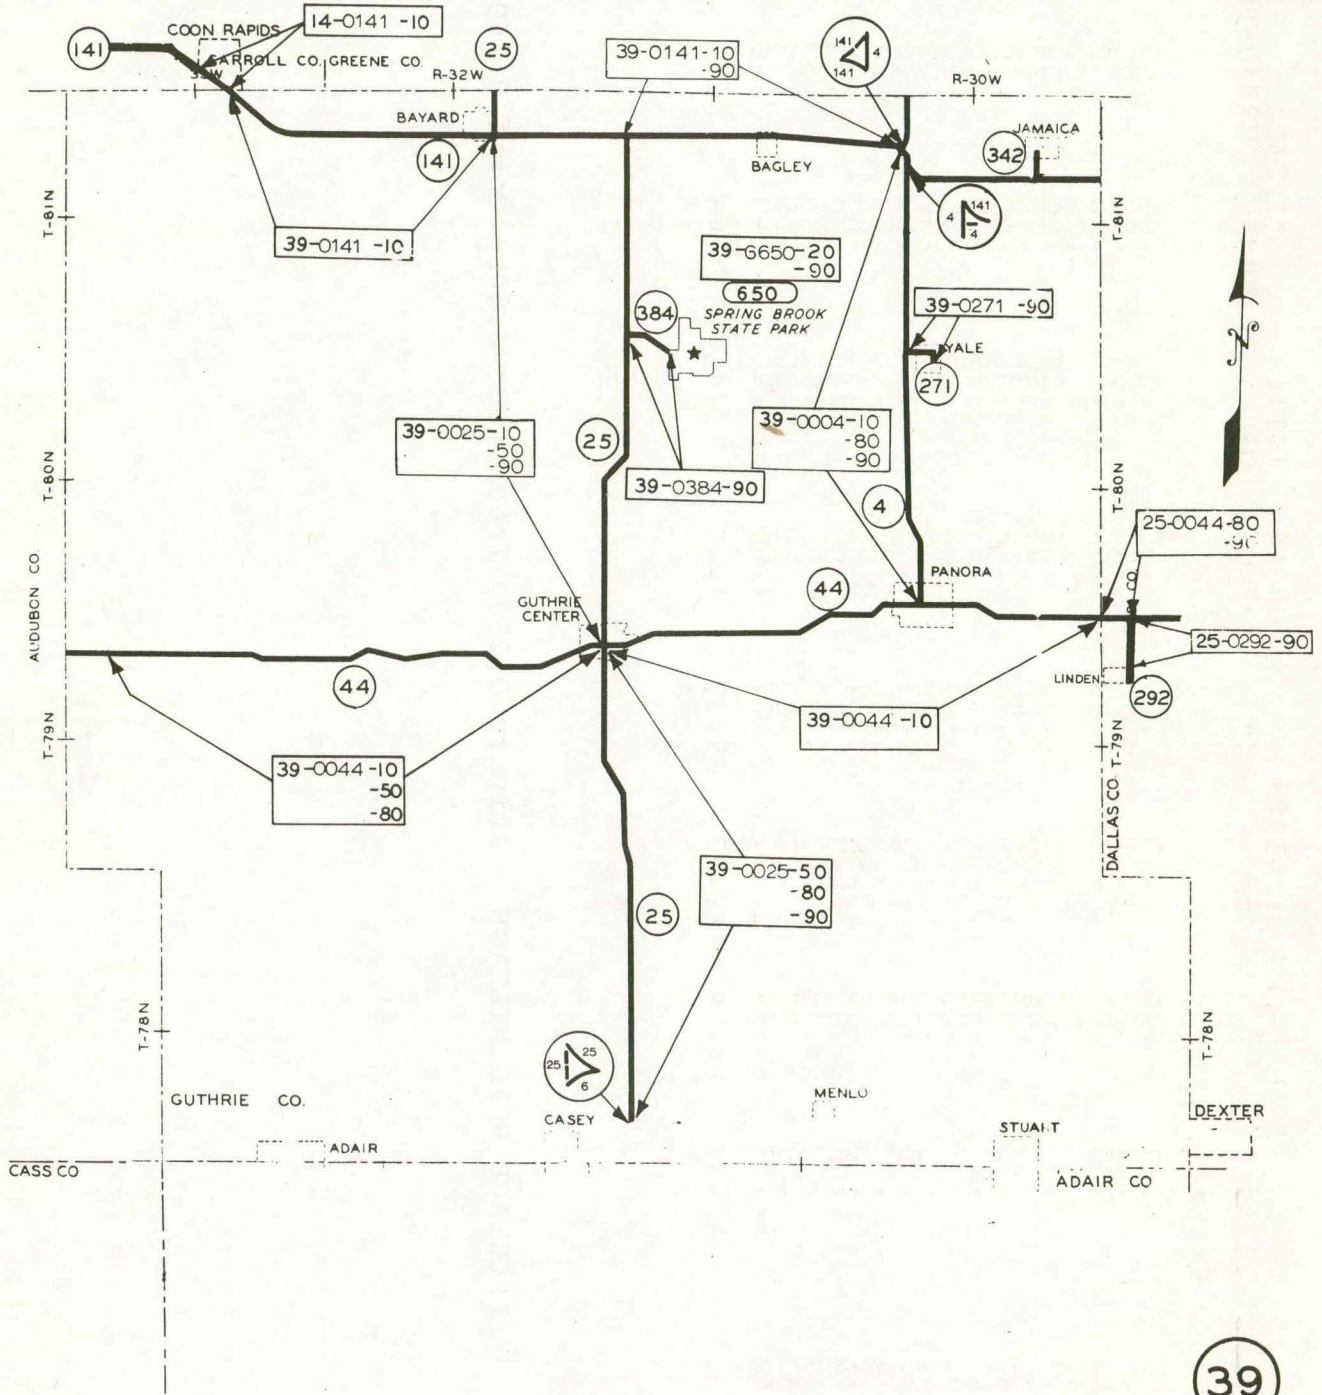 COON RAPIDS
14-0141 -10
141
CARROLL CO. GREENE CO.
25
39-0141-10
-90
141
4
141
R-32W
R-30W
BAYARD
141
BAGLEY
JAMAICA
342
T-81N
39-0141 -10
4
141
4
T-81N
39-G650-20
-90
650
SPRING BROOK
STATE PARK
384
39-0271 -90
YALE
271
N
39-0025-10
-50
-90
25
39-0004-10
-80
-90
39-0384-90
T-80N
T-80N
4
25-0044-80
-90
CO
PANORA
44
GUTHRIE
CENTER
AUDUBON CO.
25-0292-90
LINDEN
292
44
39-0044 -10
T-79N
T-79N
39-0044-10
-50
-80
DALLAS CO.
39-0025-50
-80
-90
25
T-78N
T-78N
25
25
6
GUTHRIE CO.
CASEY
MENLO
STUART
DEXTER
ADAIR
CASS CO
ADAIR CO
39